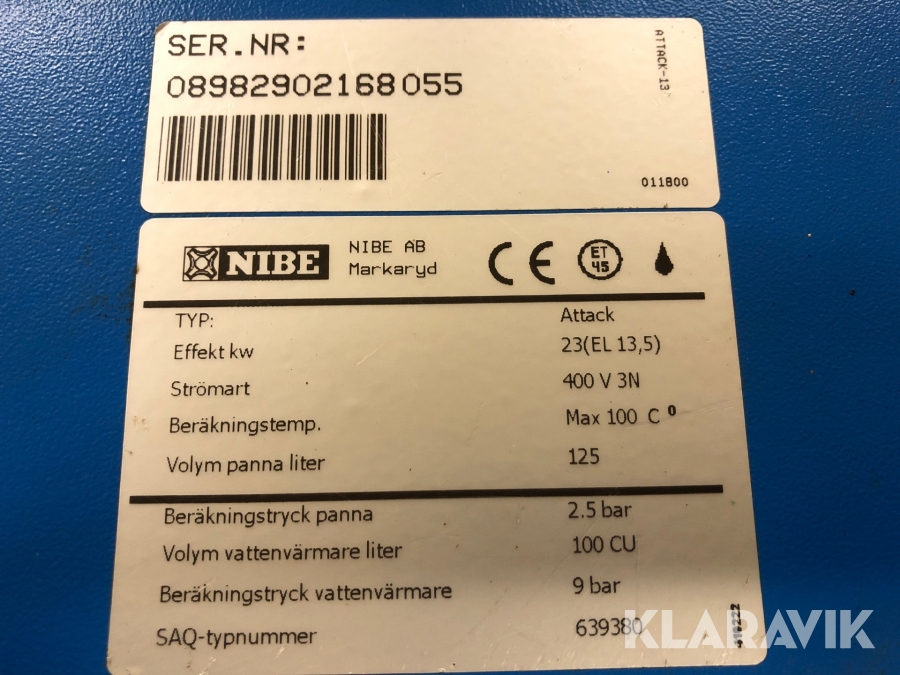 SER.NR:
08982902168055
ATTACK-13
011800
NIBE
NIBE AB
Markaryd
CE
ET
45
TYP: Attack
Effekt kw 23(EL 13,5)
Strömart 400 V 3N
Beräkningstemp. Max 100 C⁰
Volym panna liter 125
Beräkningstryck panna 2.5 bar
Volym vattenvärmare liter 100 CU
Beräkningstryck vattenvärmare 9 bar
SAQ-typnummer 639380
KLARAVIK